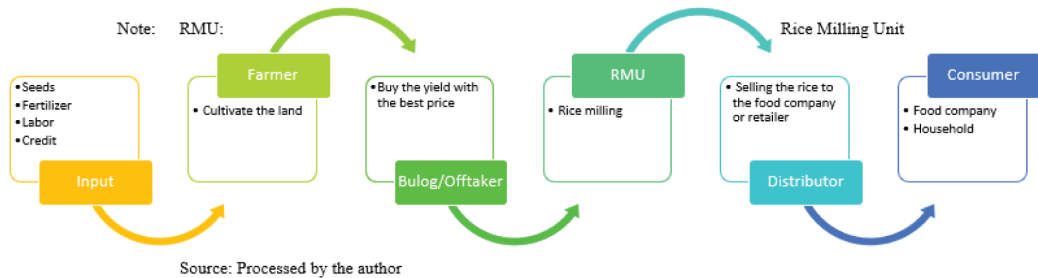 Note: RMU: Rice Milling Unit
Input
• Seeds
• Fertilizer
• Labor
• Credit
Farmer
• Cultivate the land
Bulog/Offtaker
• Buy the yield with
the best price
RMU
• Rice milling
Distributor
• Selling the rice to
the food company
or retailer
Consumer
• Food company
• Household
Source: Processed by the author